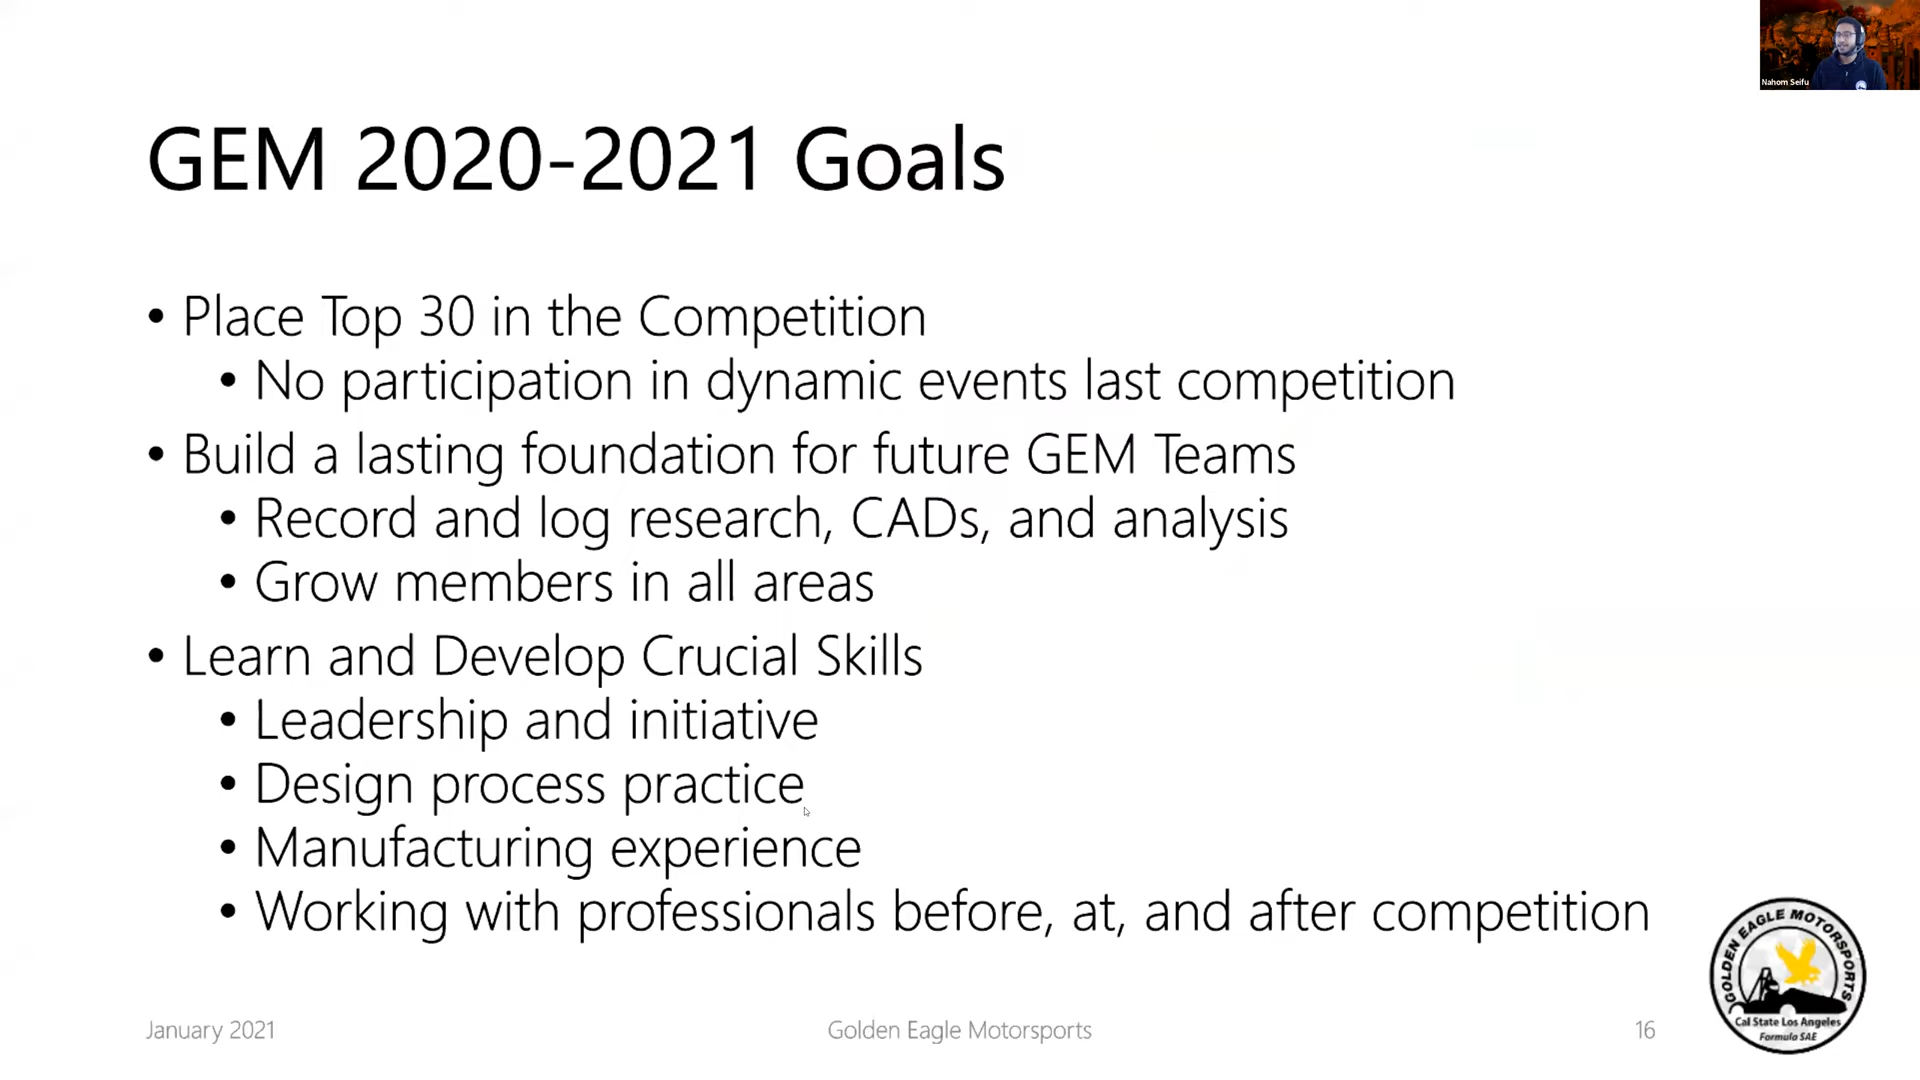 Nahom Seifu
GEM 2020-2021 Goals
• Place Top 30 in the Competition
• No participation in dynamic events last competition
• Build a lasting foundation for future GEM Teams
• Record and log research, CADs, and analysis
• Grow members in all areas
• Learn and Develop Crucial Skills
• Leadership and initiative
• Design process practice
• Manufacturing experience
• Working with professionals before, at, and after competition
January 2021
Golden Eagle Motorsports
16
GOLDEN EAGLE MOTORSPORTS
Cal State Los Angeles
Formula SAE